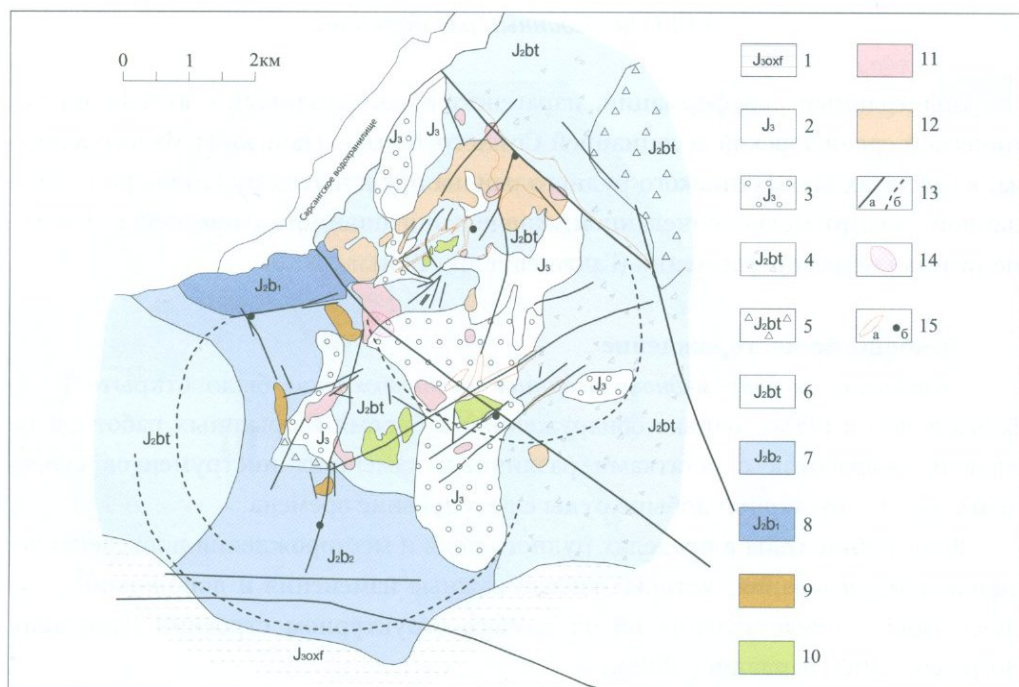 0 1 2км
Сарсангское водохранилище
J₂bt
J₃
J₃
J₂bt
J₂bt
J₃
J₂b₁
J₂bt
J₃
J₂bt
J₃
J₂bt
J₃
J₂b₂
J₃oxf
J₃oxf 1
J₃ 2
J₃ 3
J₂bt 4
J₂bt 5
J₂bt 6
J₂b₂ 7
J₂b₁ 8
9
10
11
12
а б 13
14
а б 15